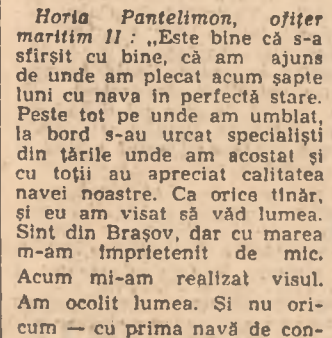 Horia Pantelimon, ofițer
maritim II : „Este bine că s-a
sfîrșit cu bine, că am ajuns
de unde am plecat acum șapte
luni cu nava în perfectă stare.
Peste tot pe unde am umblat,
la bord s-au urcat specialiști
din țările unde am acostat și
cu toții au apreciat calitatea
navei noastre. Ca orice tînăr,
și eu am visat să văd lumea.
Sînt din Brașov, dar cu marea
m-am împrietenit de mic.
Acum mi-am realizat visul.
Am ocolit lumea. Și nu ori-
cum — cu prima navă de con-